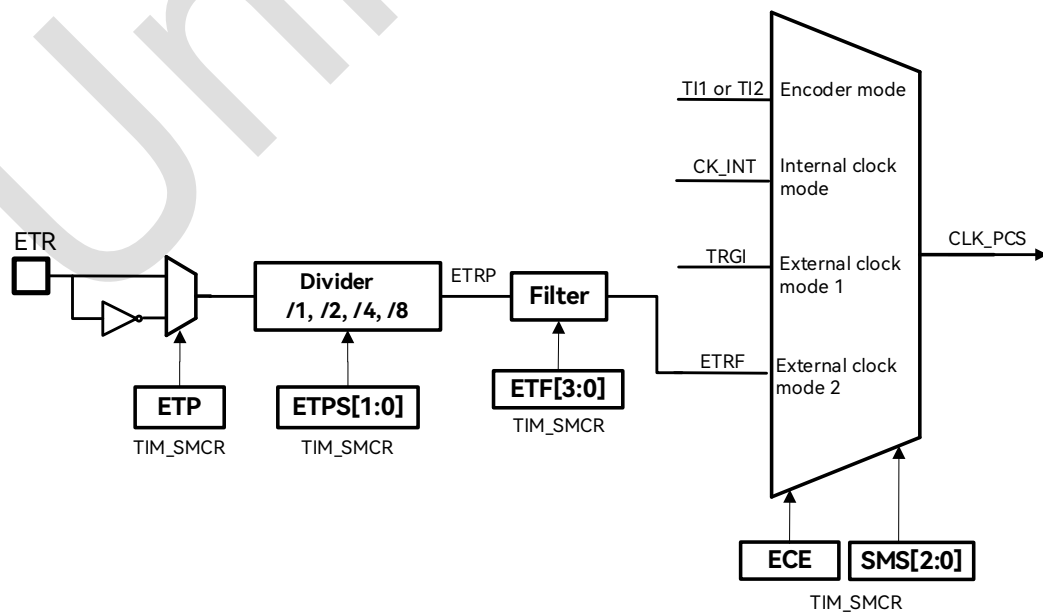 TI1 or TI2
Encoder mode
CK_INT
Internal clock
mode
ETR
CLK_PCS
TRGI
External clock
mode 1
Divider
/1, /2, /4, /8
ETRP
Filter
ETRF
External clock
mode 2
ETP
ETPS[1:0]
ETF[3:0]
TIM_SMCR
TIM_SMCR
TIM_SMCR
ECE
SMS[2:0]
TIM_SMCR